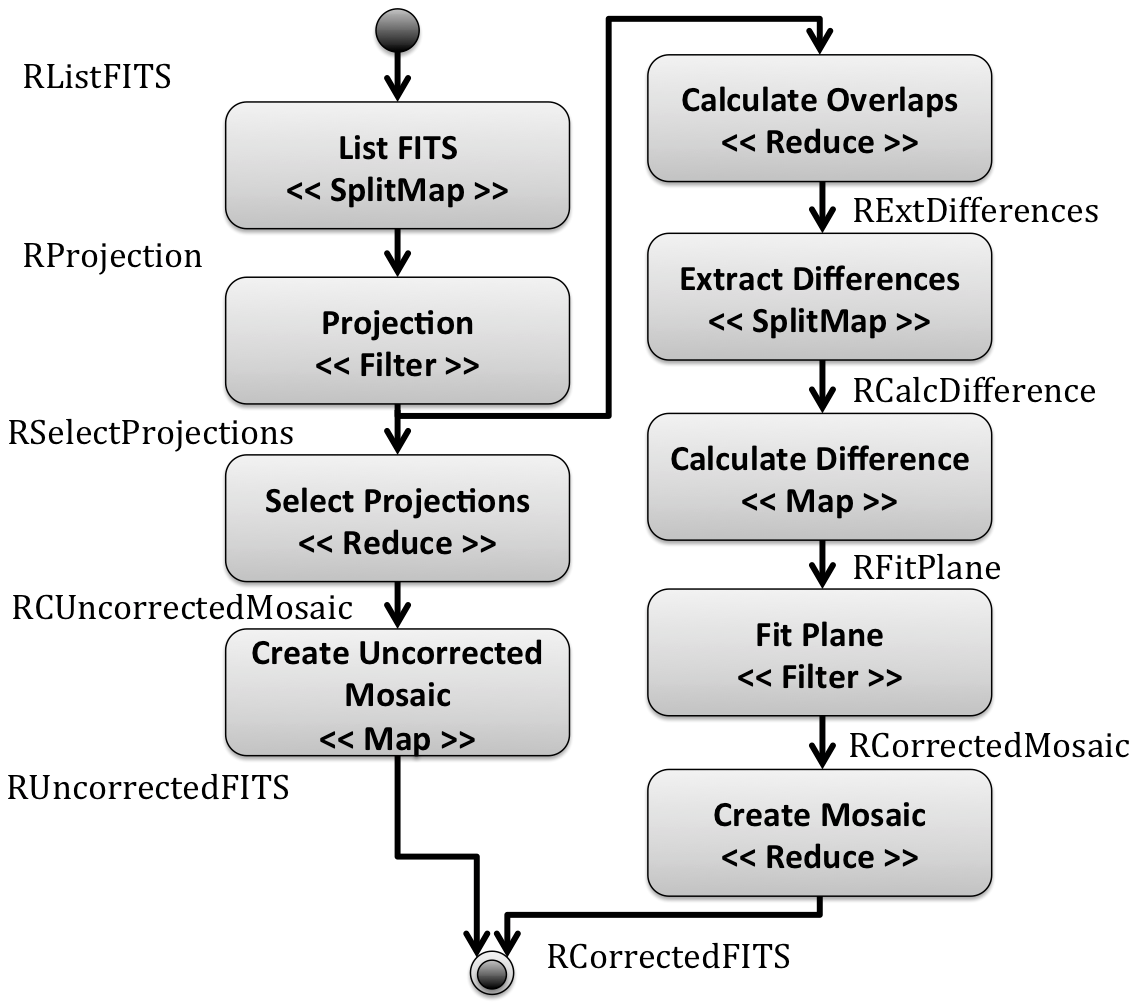 RListFITS
List FITS
<< SplitMap >>
RProjection
Projection
<< Filter >>
RSelectProjections
Select Projections
<< Reduce >>
RCUncorrectedMosaic
Create Uncorrected
Mosaic
<< Map >>
RUncorrectedFITS
Calculate Overlaps
<< Reduce >>
RExtDifferences
Extract Differences
<< SplitMap >>
RCalcDifference
Calculate Difference
<< Map >>
RFitPlane
Fit Plane
<< Filter >>
RCorrectedMosaic
Create Mosaic
<< Reduce >>
RCorrectedFITS